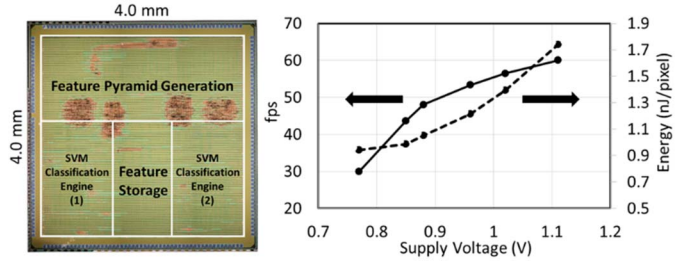 4.0 mm
4.0 mm
Feature Pyramid Generation
SVM
Classification
Engine
(1)
Feature
Storage
SVM
Classification
Engine
(2)
70
60
50
40
30
20
fps
1.9
1.7
1.5
1.3
1.1
0.9
0.7
0.5
Energy (nJ/pixel)
0.7 0.8 0.9 1 1.1 1.2
Supply Voltage (V)